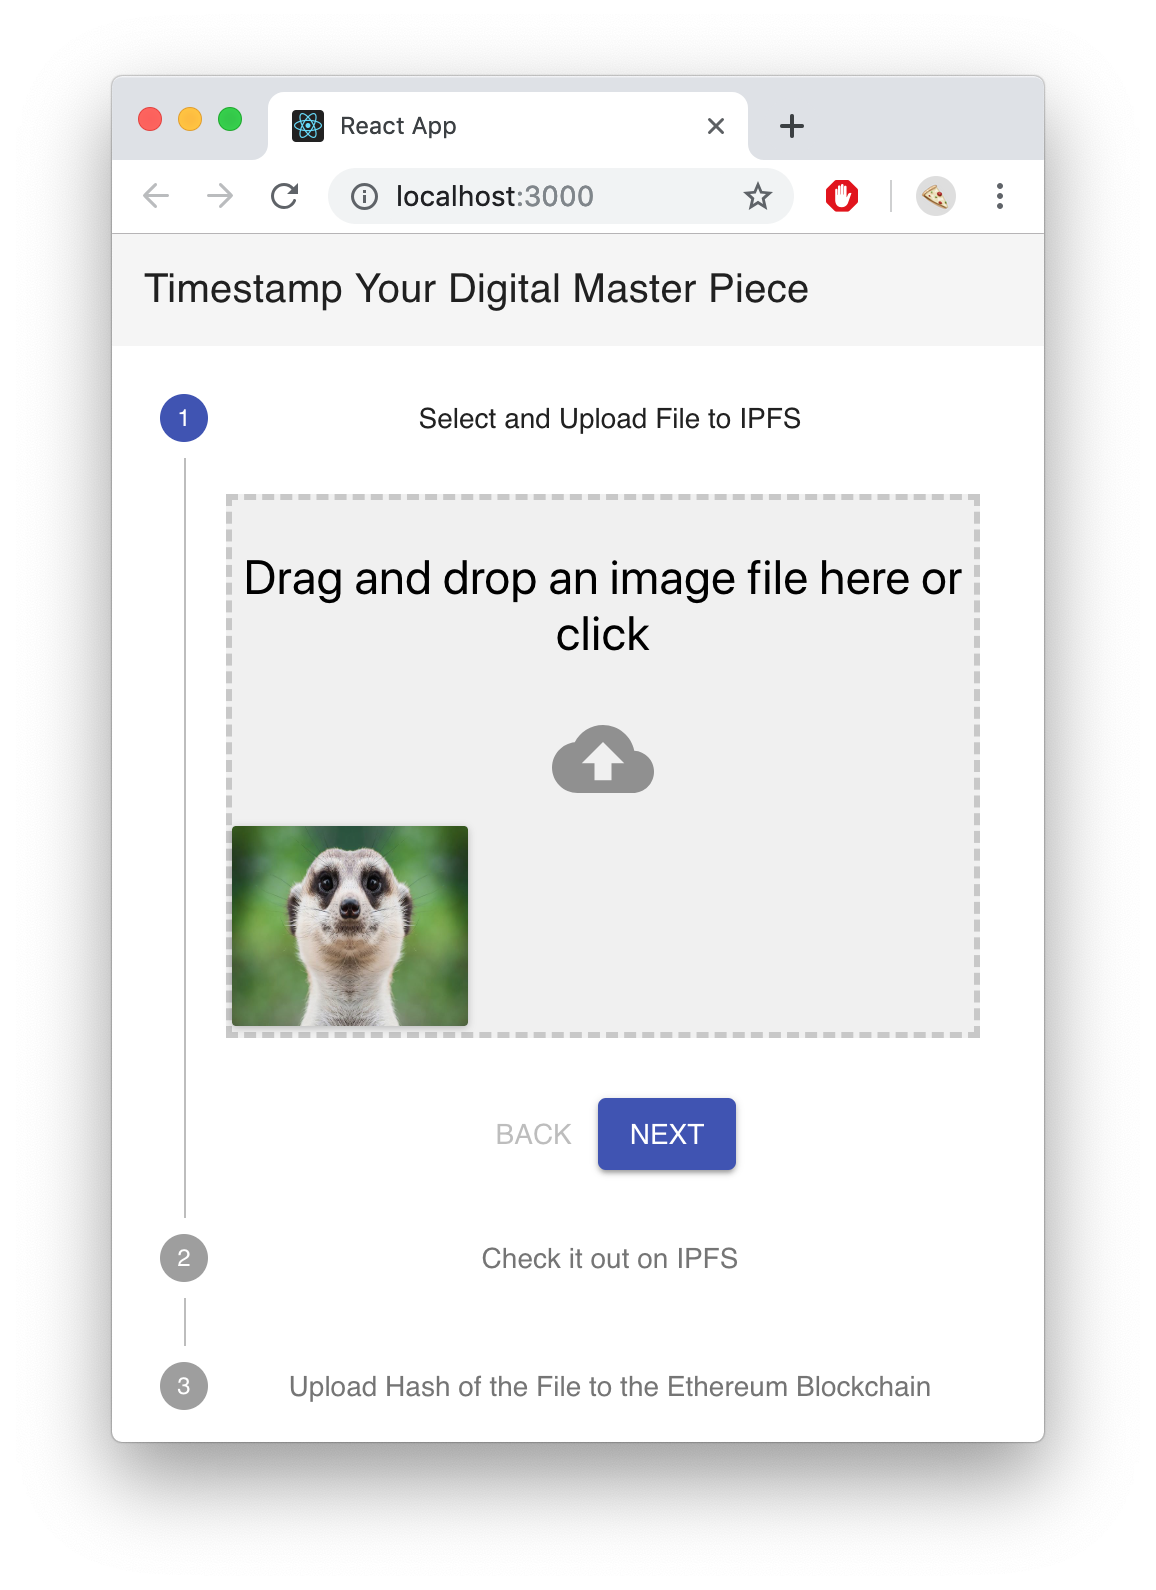 React App
localhost:3000
Timestamp Your Digital Master Piece
1
Select and Upload File to IPFS
Drag and drop an image file here or
click
BACK
NEXT
2
Check it out on IPFS
3
Upload Hash of the File to the Ethereum Blockchain